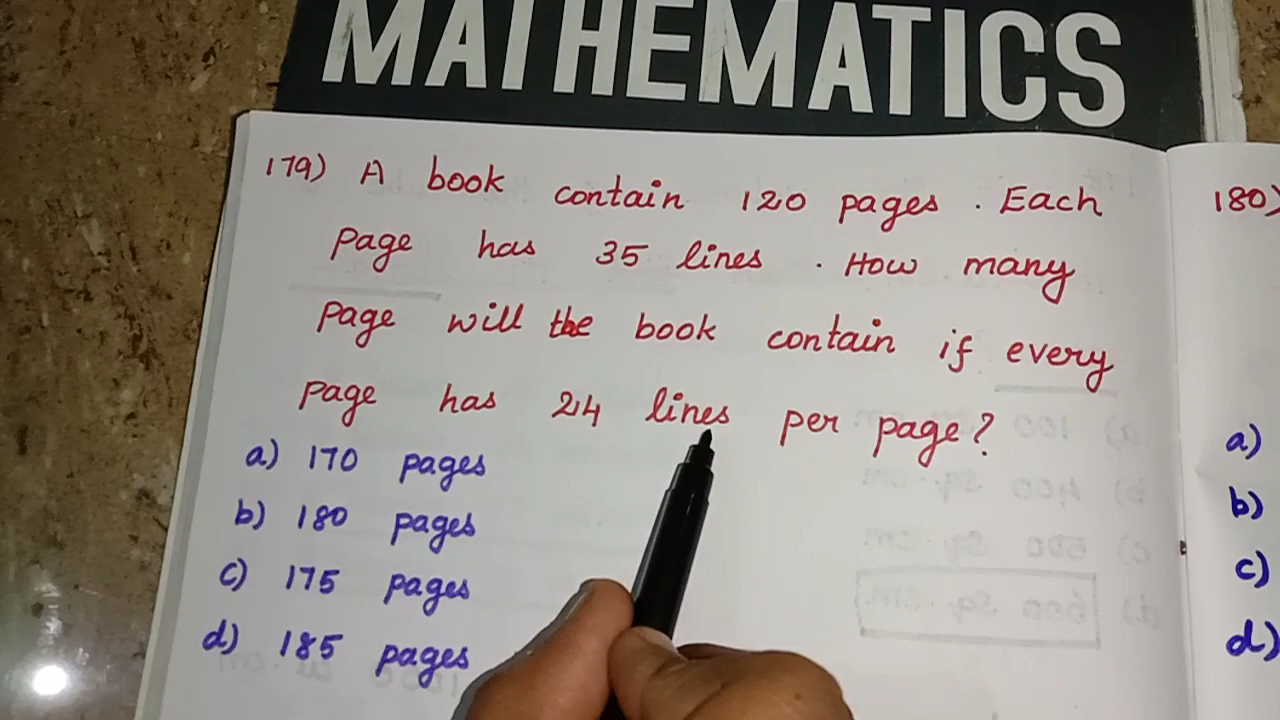 MATHEMATICS
179) A book contain 120 pages . Each
page has 35 lines . How many
page will the book contain if every
page has 24 lines per page?
a) 170 pages
b) 180 pages
c) 175 pages
d) 185 pages
180)
a)
b)
c)
d)